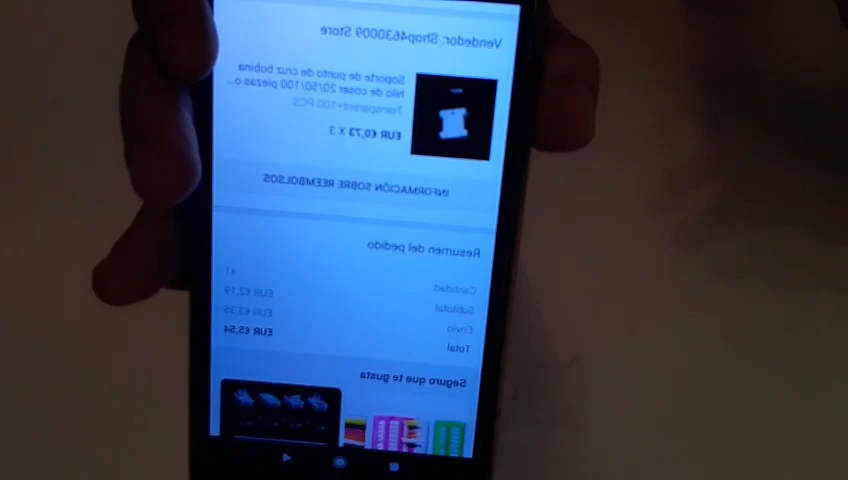 Vendedor: Shop4630009 Store
Soporte de punto de cruz bobina
hilo de coser 20/50/100 piezas o...
Transparent+100 PCS
EUR €0,73 X 3
INFORMACIÓN SOBRE REEMBOLSOS
Resumen del pedido
Cantidad
Subtotal EUR €2,19
Envío EUR €3,35
Total EUR €5,54
Seguro que te gusta